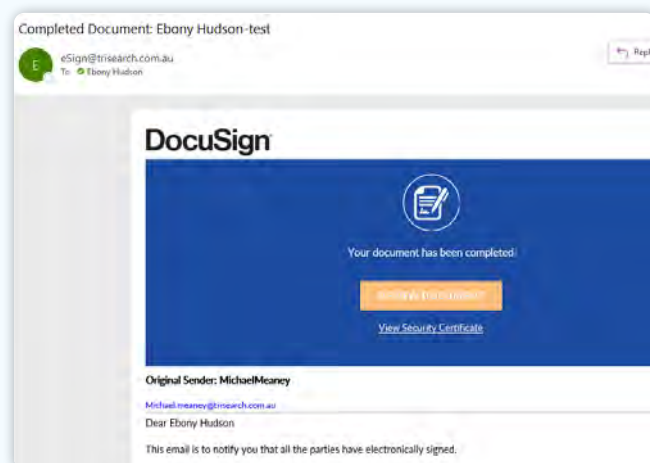 Completed Document: Ebony Hudson-test
E
eSign@trisearch.com.au
To Ebony Hudson
DocuSign
Your document has been completed
View Security Certificate
Original Sender: MichaelMeaney
Michael.meaney@trisearch.com.au
Dear Ebony Hudson
This email is to notify you that all the parties have electronically signed.